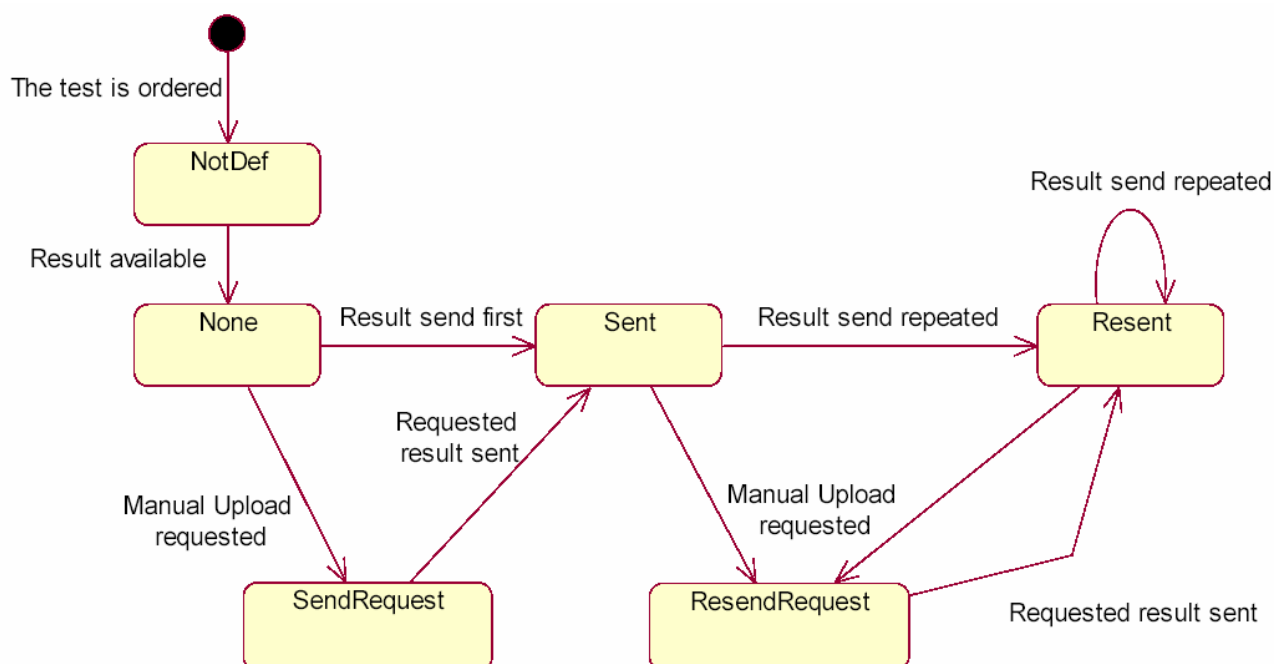 The test is ordered
NotDef
Result send repeated
Result available
None
Result send first
Sent
Result send repeated
Resent
Requested
result sent
Manual Upload
requested
Manual Upload
requested
SendRequest
ResendRequest
Requested result sent